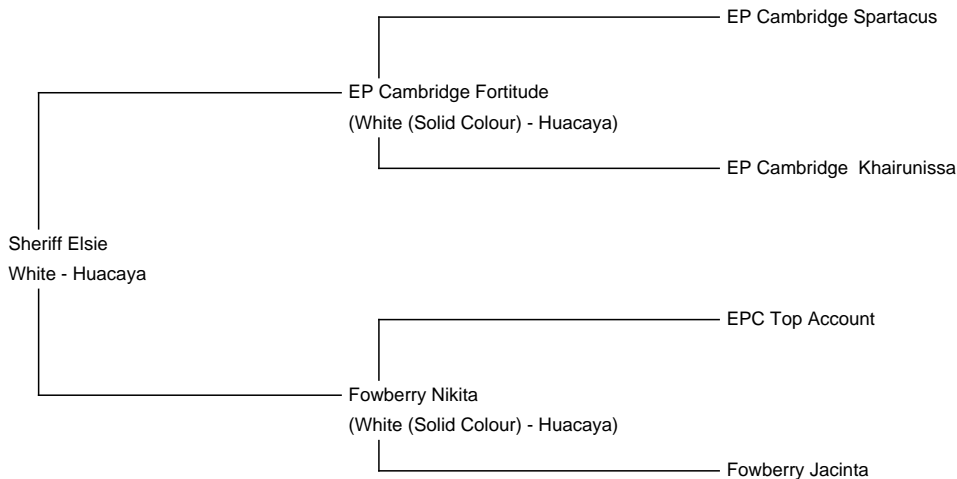 EP Cambridge Spartacus
EP Cambridge Fortitude
(White (Solid Colour) - Huacaya)
EP Cambridge  Khairunissa
Sheriff Elsie
White - Huacaya
EPC Top Account
Fowberry Nikita
(White (Solid Colour) - Huacaya)
Fowberry Jacinta